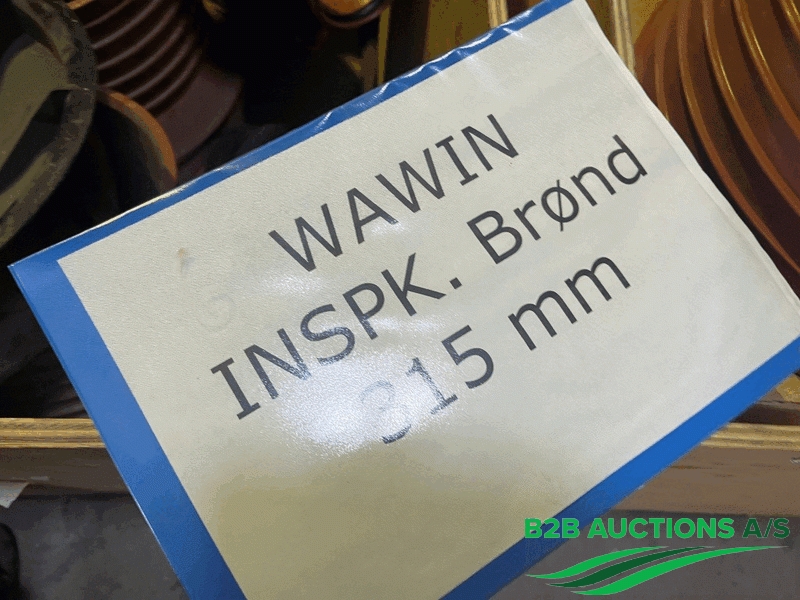 WAWIN
INSPK. Brønd
315 mm
B2B AUCTIONS A/S